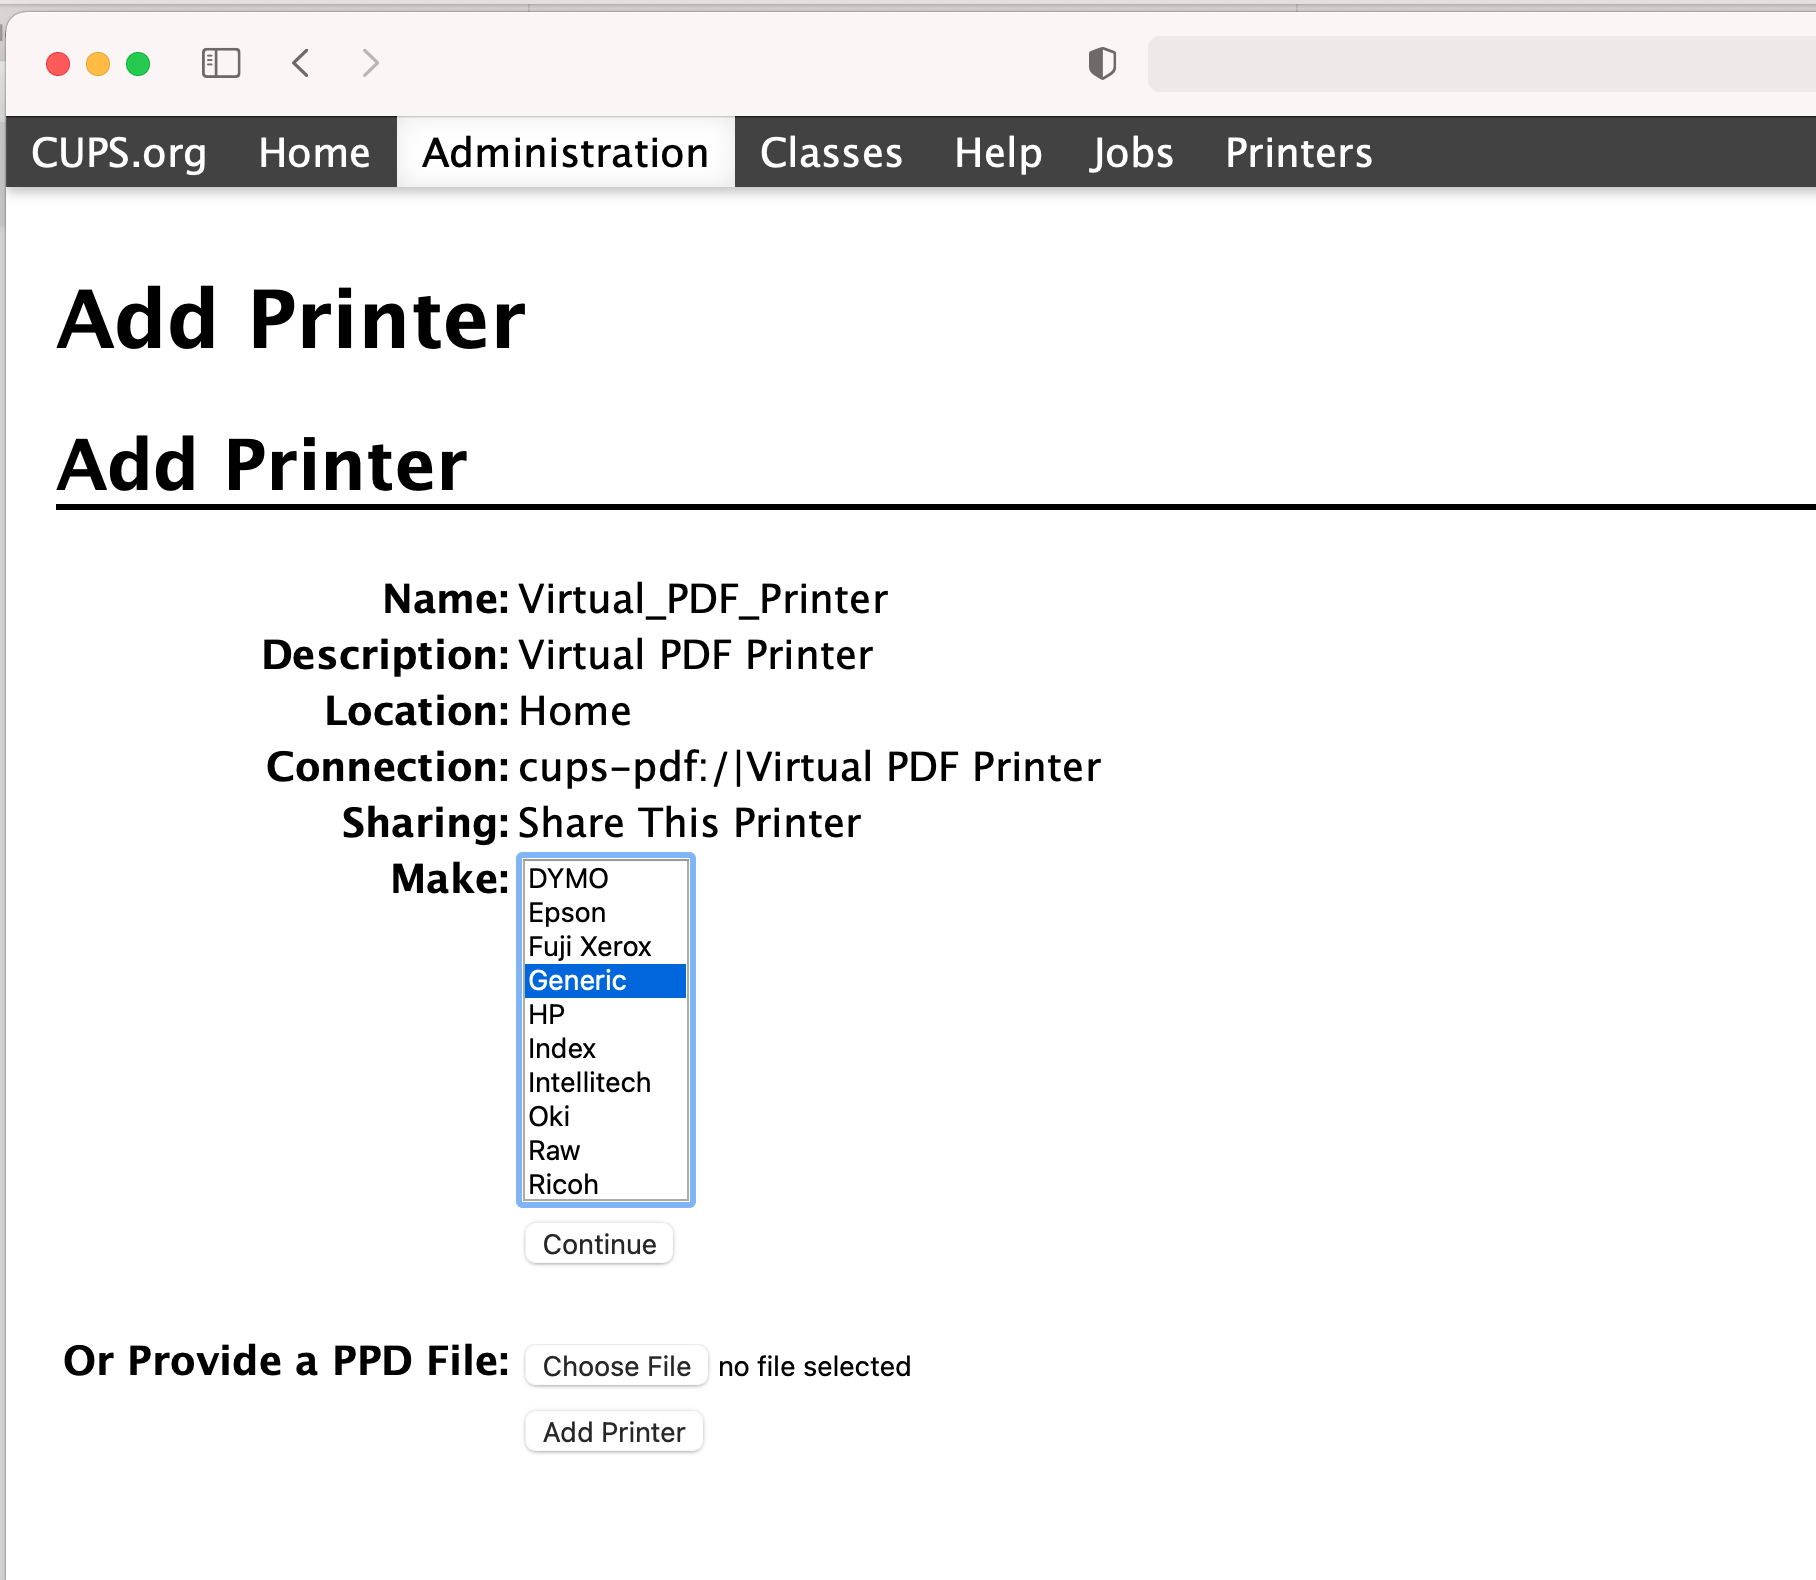 CUPS.org Home Administration Classes Help Jobs Printers
Add Printer
Add Printer
Name: Virtual_PDF_Printer
Description: Virtual PDF Printer
Location: Home
Connection: cups-pdf:/|Virtual PDF Printer
Sharing: Share This Printer
Make: DYMO
Epson
Fuji Xerox
Generic
HP
Index
Intellitech
Oki
Raw
Ricoh
Continue
Or Provide a PPD File: Choose File no file selected
Add Printer